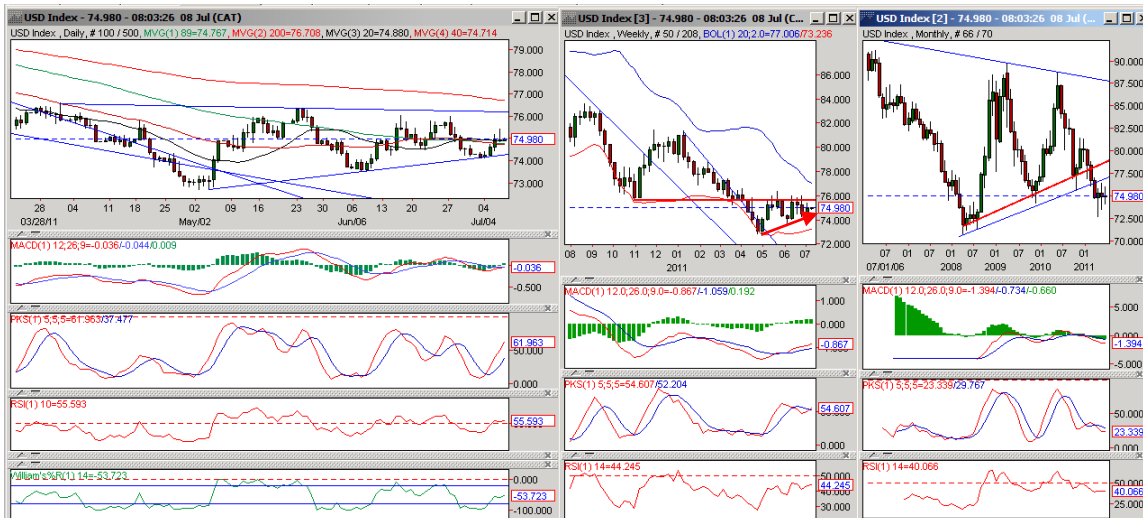 USD Index - 74.980 - 08:03:26 08 Jul (CAT)
USD Index , Daily, # 100 / 500, MVG(1) 89=74.767, MVG(2) 200=76.708, MVG(3) 20=74.880, MVG(4) 40=74.714
79.000
78.000
77.000
76.000
74.980
74.000
73.000
28 04 11 18 25 09 16 23 30 06 13 20 27 04
03/28/11 May/02 Jun/06 Jul/04
MACD(1) 12,26,9=-0.036/-0.044/0.009
-0.036
-0.500
PKS(1) 5,5,5=61.963/37.477
61.963
50.000
0.000
RSI(1) 10=55.593
55.593
William's%R(1) 14=-53.723
0.000
-53.723
-100.000
USD Index [3] - 74.980 - 08:03:26 08 Jul (C...
USD Index , Weekly, # 50 / 208, BOL(1) 20;2.0=77.006/73.236
86.000
84.000
82.000
80.000
78.000
76.000
74.980
74.000
72.000
08 09 10 11 12 01 02 03 04 05 06 07
2011
MACD(1) 12.0;26.0;9.0=-0.867/-1.059/0.192
1.000
0.000
-0.867
PKS(1) 5;5;5=54.607/52.204
54.607
0.000
RSI(1) 14=44.245
50.000
44.245
40.000
30.000
USD Index [2] - 74.980 - 08:03:26 08 Jul (...
USD Index , Monthly, # 66 / 70
90.000
85.000
82.500
80.000
77.500
74.980
72.500
70.000
07 07 07 07 07
07/01/06 2008 2009 2010 2011
MACD(1) 12.0;26.0;9.0=-1.394/-0.734/-0.660
5.000
0.000
-1.394
-5.000
PKS(1) 5;5;5=23.339/29.767
50.000
23.339
0.000
RSI(1) 14=40.066
50.000
40.066
25.000